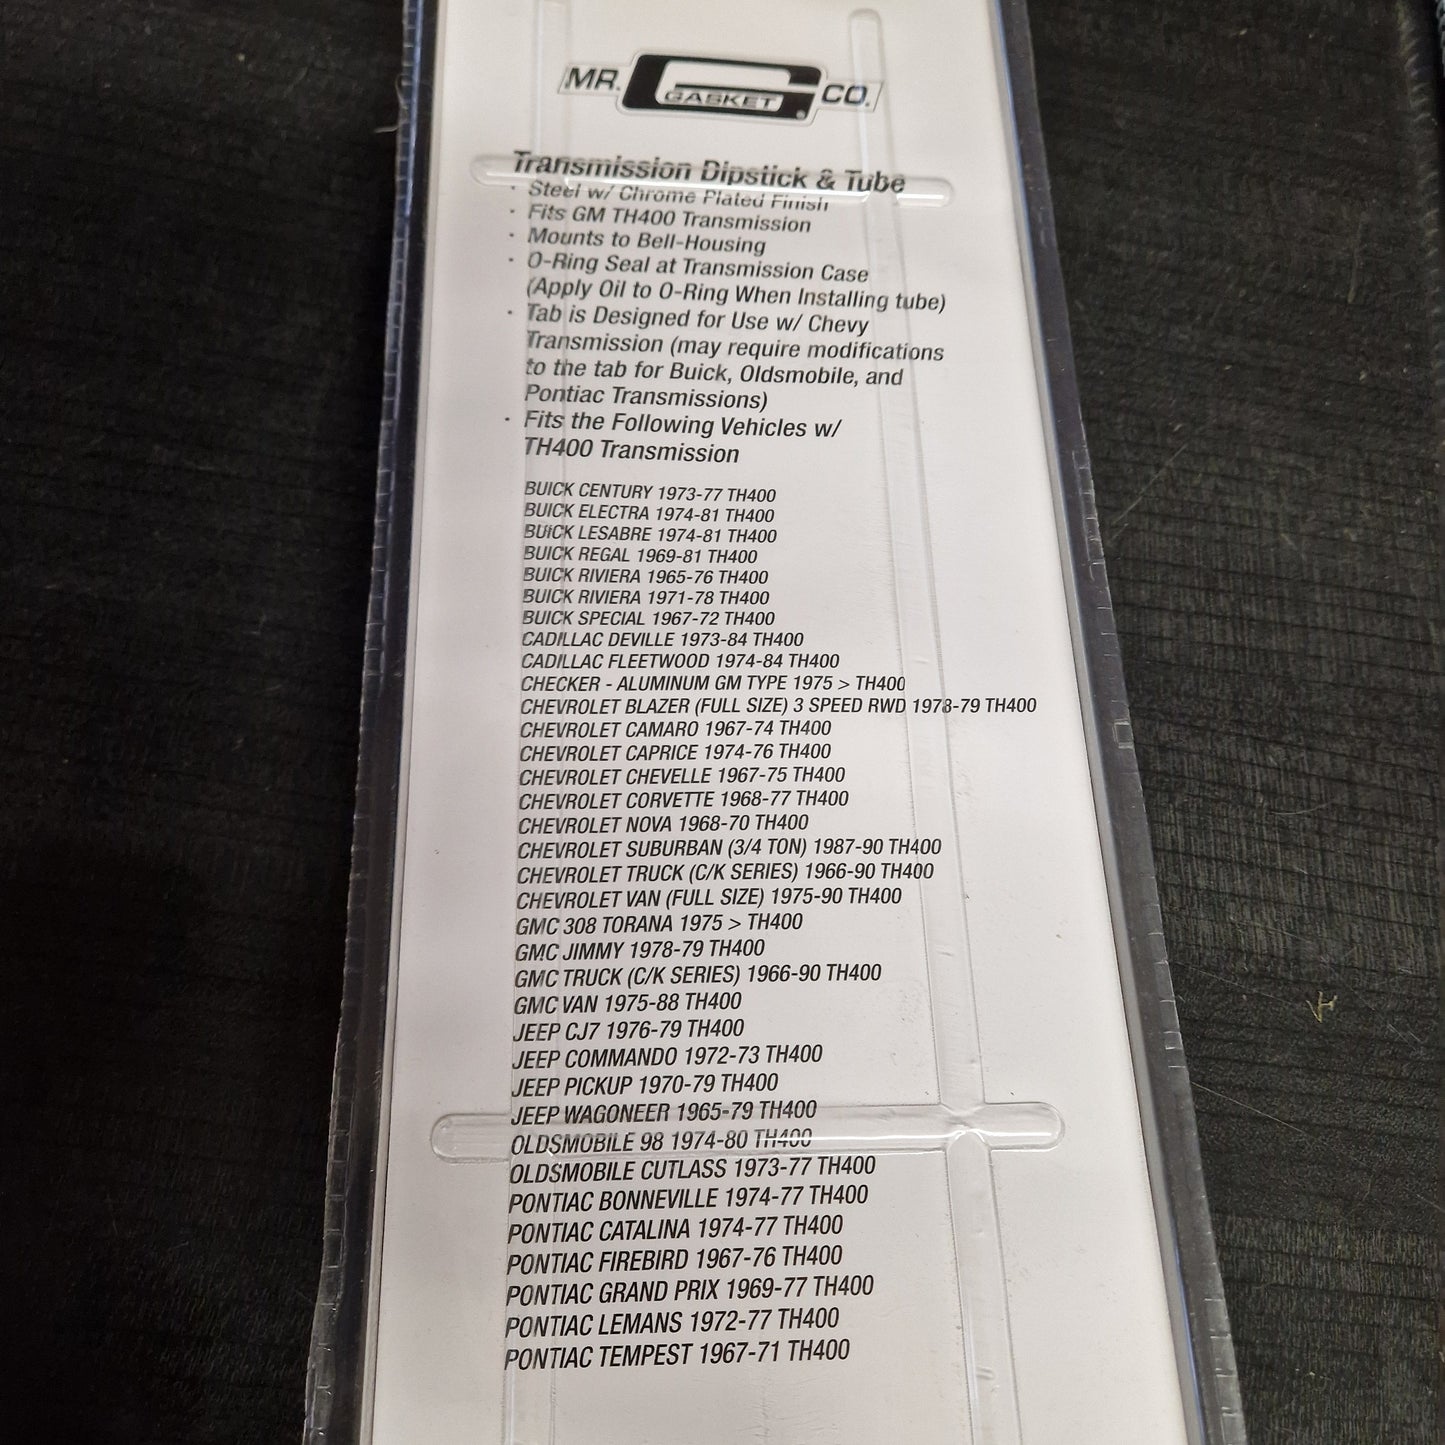 MR. GASKET CO.
Transmission Dipstick & Tube
· Steel w/ Chrome Plated Finish
· Fits GM TH400 Transmission
· Mounts to Bell-Housing
· O-Ring Seal at Transmission Case
(Apply Oil to O-Ring When Installing tube)
· Tab is Designed for Use w/ Chevy
Transmission (may require modifications
to the tab for Buick, Oldsmobile, and
Pontiac Transmissions)
· Fits the Following Vehicles w/
TH400 Transmission
BUICK CENTURY 1973-77 TH400
BUICK ELECTRA 1974-81 TH400
BUICK LESABRE 1974-81 TH400
BUICK REGAL 1969-81 TH400
BUICK RIVIERA 1965-76 TH400
BUICK RIVIERA 1971-78 TH400
BUICK SPECIAL 1967-72 TH400
CADILLAC DEVILLE 1973-84 TH400
CADILLAC FLEETWOOD 1974-84 TH400
CHECKER - ALUMINUM GM TYPE 1975 > TH400
CHEVROLET BLAZER (FULL SIZE) 3 SPEED RWD 1978-79 TH400
CHEVROLET CAMARO 1967-74 TH400
CHEVROLET CAPRICE 1974-76 TH400
CHEVROLET CHEVELLE 1967-75 TH400
CHEVROLET CORVETTE 1968-77 TH400
CHEVROLET NOVA 1968-70 TH400
CHEVROLET SUBURBAN (3/4 TON) 1987-90 TH400
CHEVROLET TRUCK (C/K SERIES) 1966-90 TH400
CHEVROLET VAN (FULL SIZE) 1975-90 TH400
GMC 308 TORANA 1975 > TH400
GMC JIMMY 1978-79 TH400
GMC TRUCK (C/K SERIES) 1966-90 TH400
GMC VAN 1975-88 TH400
JEEP CJ7 1976-79 TH400
JEEP COMMANDO 1972-73 TH400
JEEP PICKUP 1970-79 TH400
JEEP WAGONEER 1965-79 TH400
OLDSMOBILE 98 1974-80 TH400
OLDSMOBILE CUTLASS 1973-77 TH400
PONTIAC BONNEVILLE 1974-77 TH400
PONTIAC CATALINA 1974-77 TH400
PONTIAC FIREBIRD 1967-76 TH400
PONTIAC GRAND PRIX 1969-77 TH400
PONTIAC LEMANS 1972-77 TH400
PONTIAC TEMPEST 1967-71 TH400